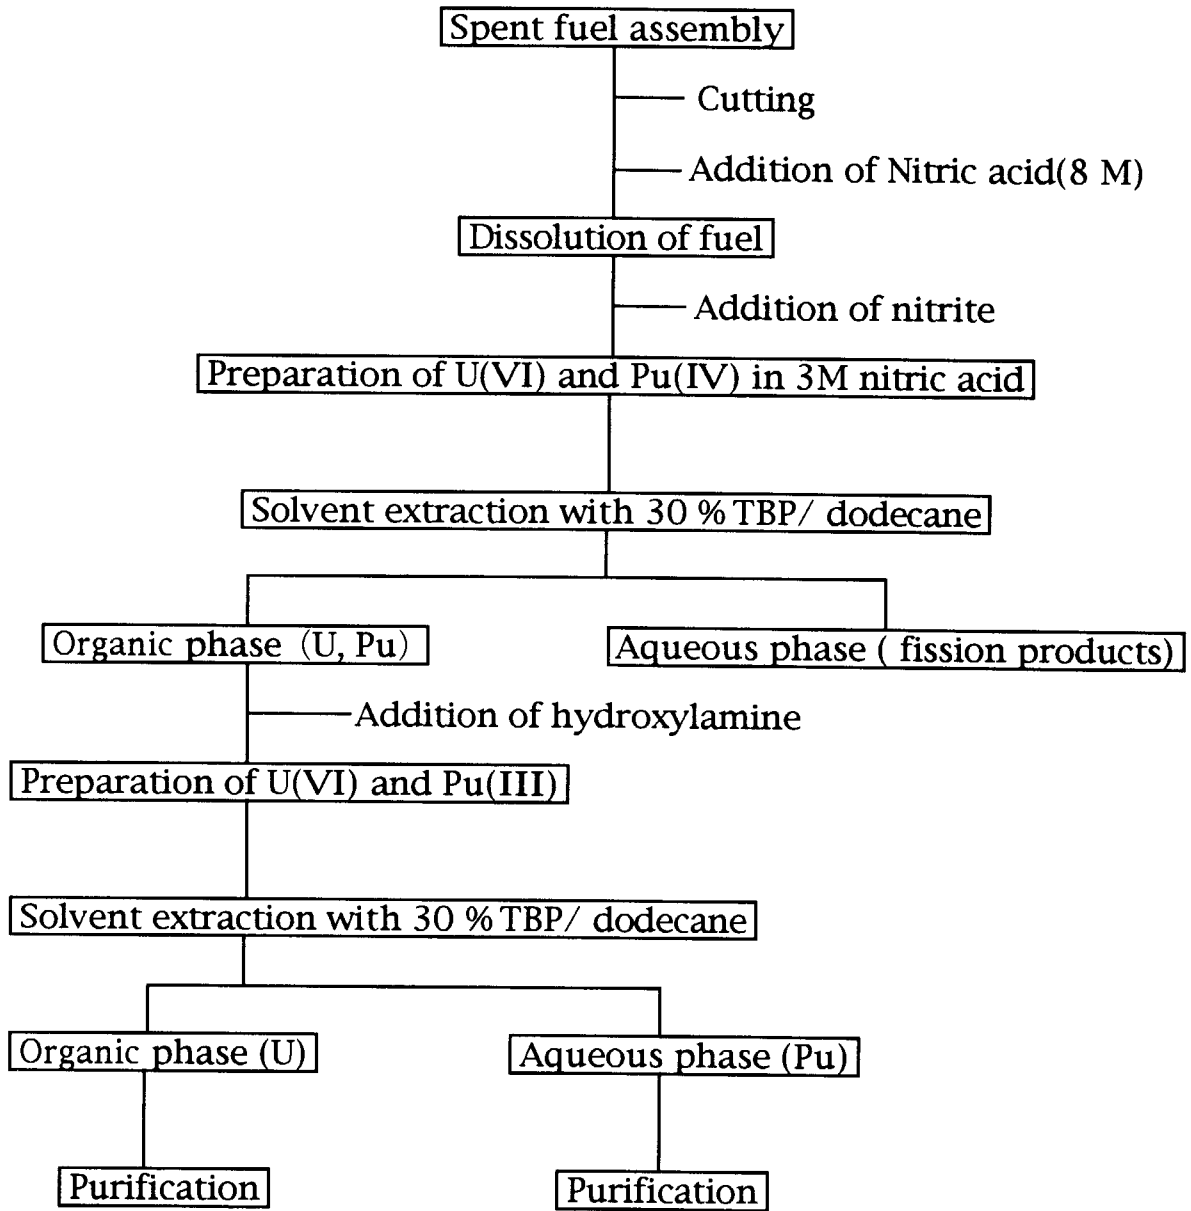 Spent fuel assembly
Cutting
Addition of Nitric acid(8 M)
Dissolution of fuel
Addition of nitrite
Preparation of U(VI) and Pu(IV) in 3M nitric acid
Solvent extraction with 30 % TBP/ dodecane
Organic phase (U, Pu)
Aqueous phase ( fission products)
Addition of hydroxylamine
Preparation of U(VI) and Pu(III)
Solvent extraction with 30 % TBP/ dodecane
Organic phase (U)
Aqueous phase (Pu)
Purification
Purification